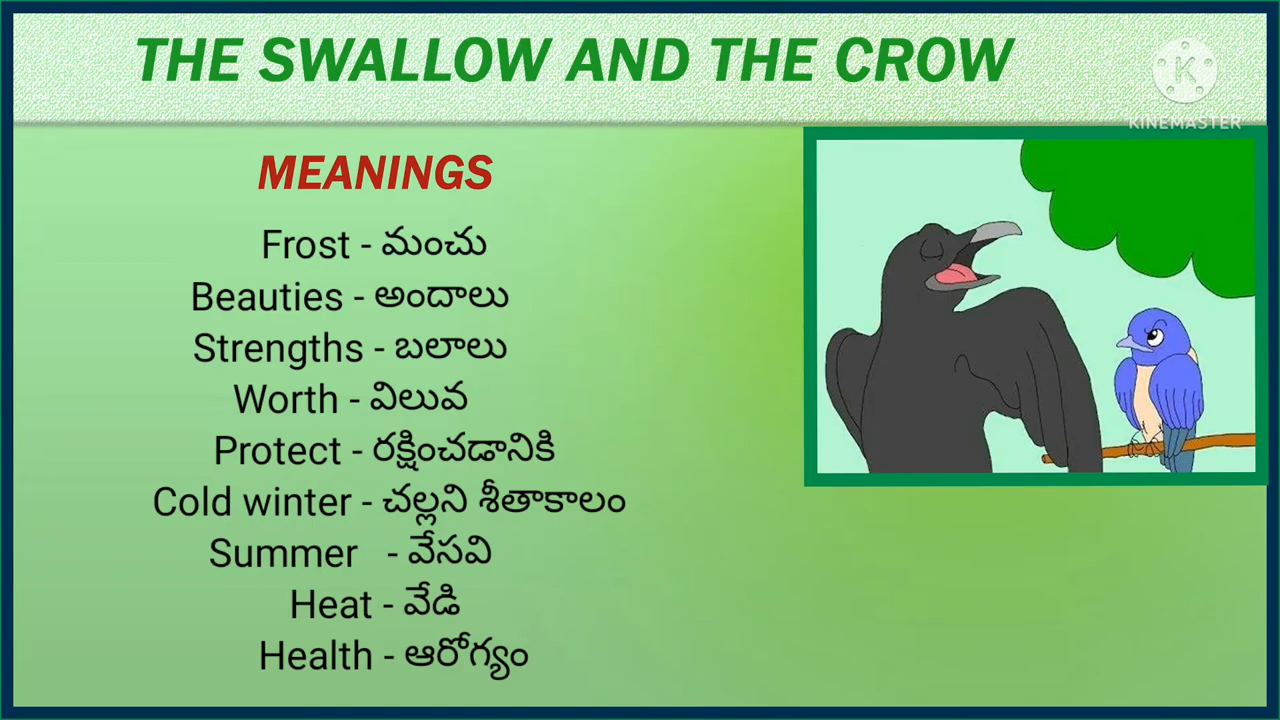 THE SWALLOW AND THE CROW
K
KINEMASTER
MEANINGS
Frost - మంచు
Beauties - అందాలు
Strengths - బలాలు
Worth - విలువ
Protect - రక్షించడానికి
Cold winter - చల్లని శీతాకాలం
Summer - వేసవి
Heat - వేడి
Health - ఆరోగ్యం